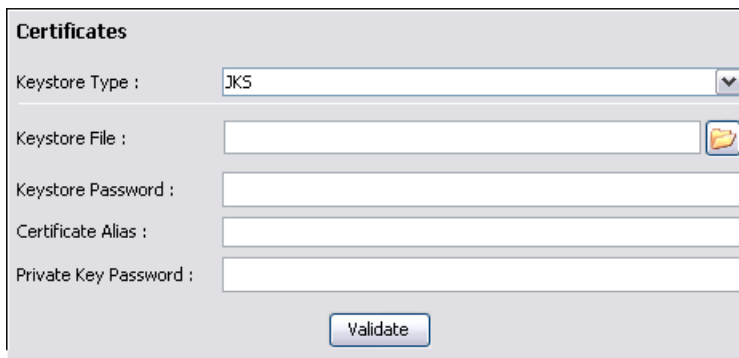 Certificates
Keystore Type : JKS
Keystore File :
Keystore Password :
Certificate Alias :
Private Key Password :
Validate